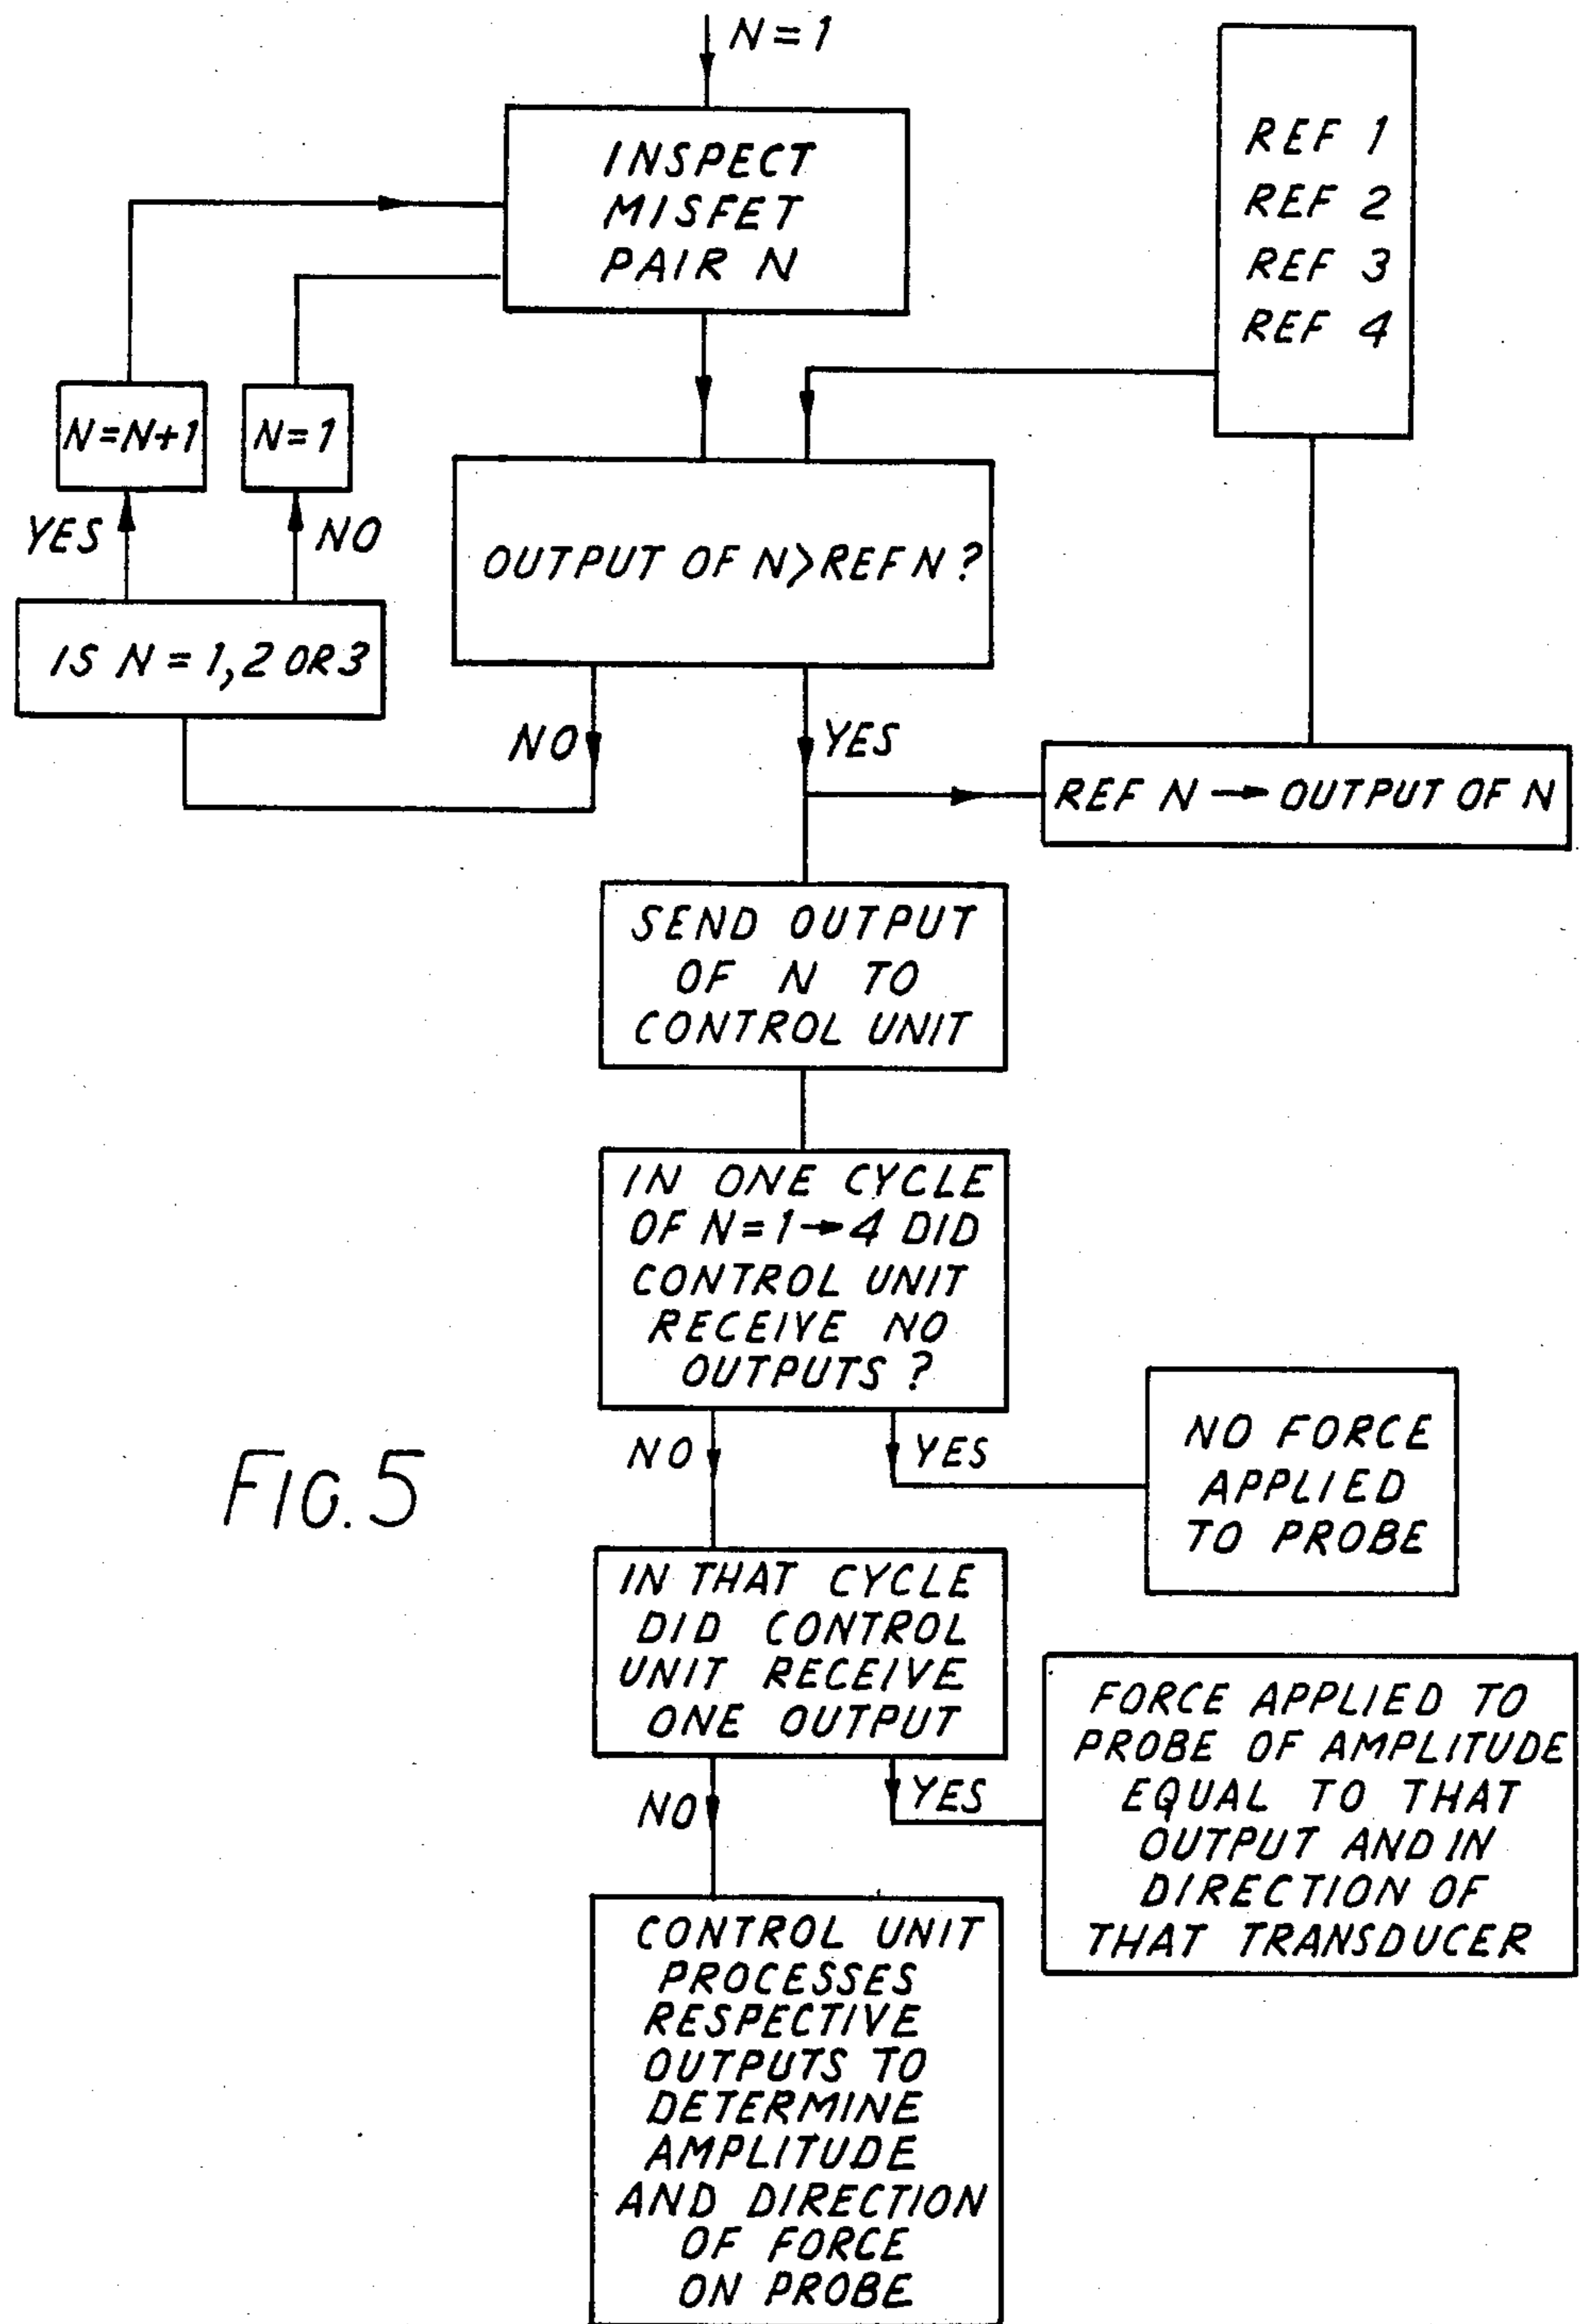 N=1
INSPECT
MISFET
PAIR N
REF 1
REF 2
REF 3
REF 4
N=N+1
N=1
YES
NO
OUTPUT OF N>REF N?
IS N=1,2 OR 3
NO
YES
REF N→OUTPUT OF N
SEND OUTPUT
OF N TO
CONTROL UNIT
IN ONE CYCLE
OF N=1→4 DID
CONTROL UNIT
RECEIVE NO
OUTPUTS?
NO
YES
NO FORCE
APPLIED
TO PROBE
FIG. 5
IN THAT CYCLE
DID CONTROL
UNIT RECEIVE
ONE OUTPUT
NO
YES
FORCE APPLIED TO
PROBE OF AMPLITUDE
EQUAL TO THAT
OUTPUT AND IN
DIRECTION OF
THAT TRANSDUCER
CONTROL UNIT
PROCESSES
RESPECTIVE
OUTPUTS TO
DETERMINE
AMPLITUDE
AND DIRECTION
OF FORCE
ON PROBE